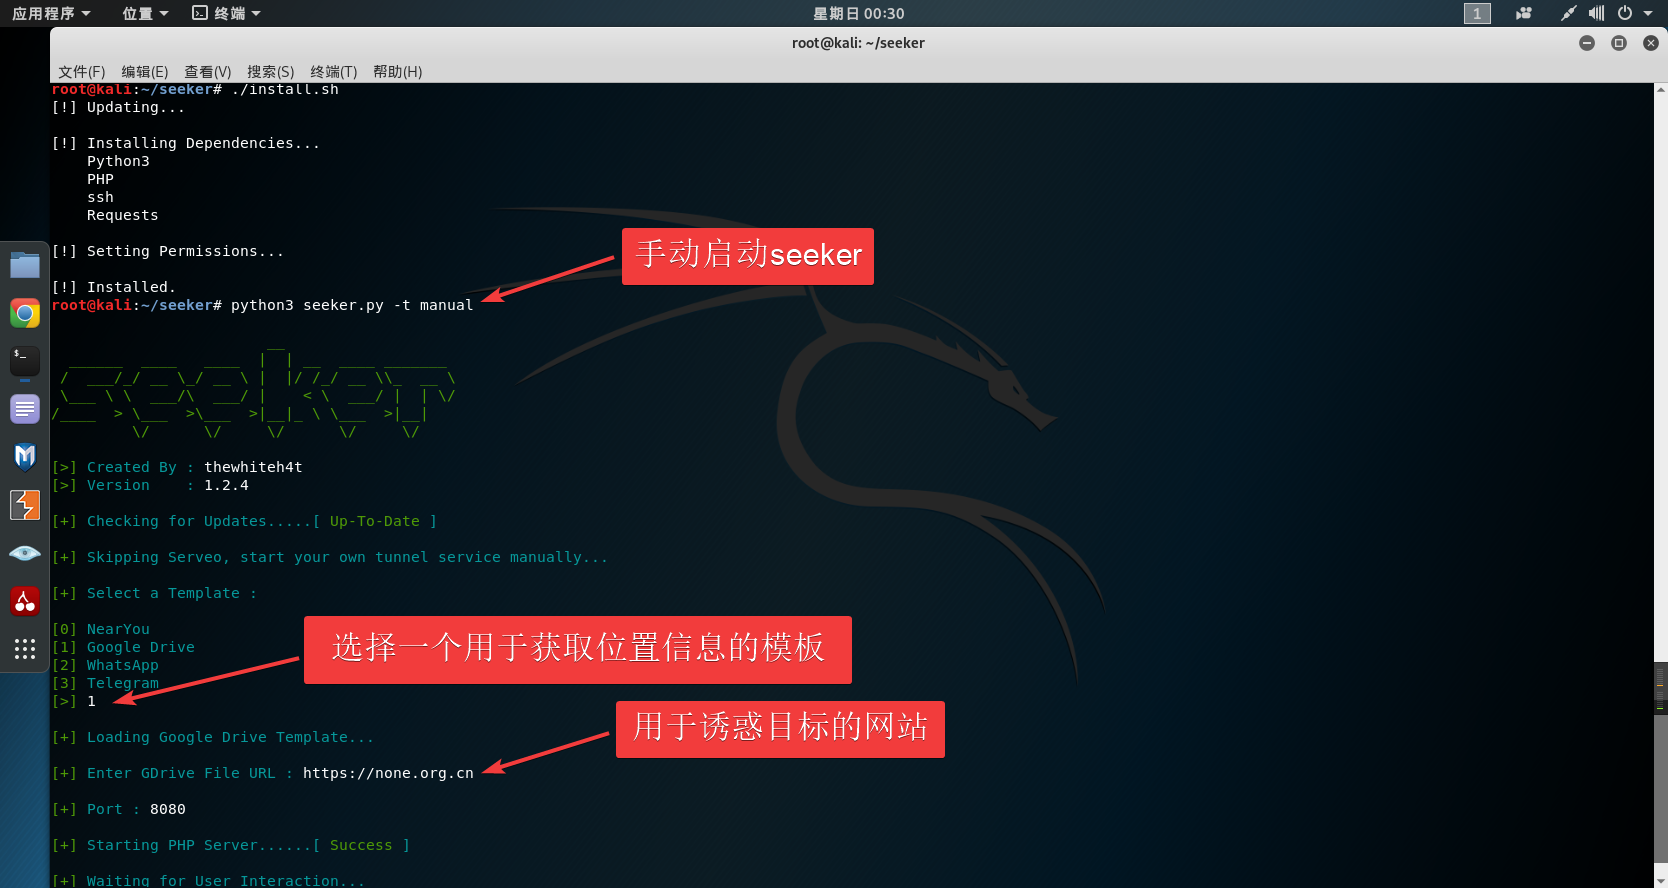 应用程序 位置 终端 星期日 00:30 1
root@kali: ~/seeker
文件(F) 编辑(E) 查看(V) 搜索(S) 终端(T) 帮助(H)
root@kali:~/seeker# ./install.sh
[!] Updating...
[!] Installing Dependencies...
Python3
PHP
ssh
Requests
[!] Setting Permissions...
手动启动seeker
[!] Installed.
root@kali:~/seeker# python3 seeker.py -t manual
seeker
[>] Created By : thewhiteh4t
[>] Version    : 1.2.4
[+] Checking for Updates.....[ Up-To-Date ]
[+] Skipping Serveo, start your own tunnel service manually...
[+] Select a Template :
[0] NearYou
[1] Google Drive
选择一个用于获取位置信息的模板
[2] WhatsApp
[3] Telegram
[>] 1
用于诱惑目标的网站
[+] Loading Google Drive Template...
[+] Enter GDrive File URL : https://none.org.cn
[+] Port : 8080
[+] Starting PHP Server......[ Success ]
[+] Waiting for User Interaction...